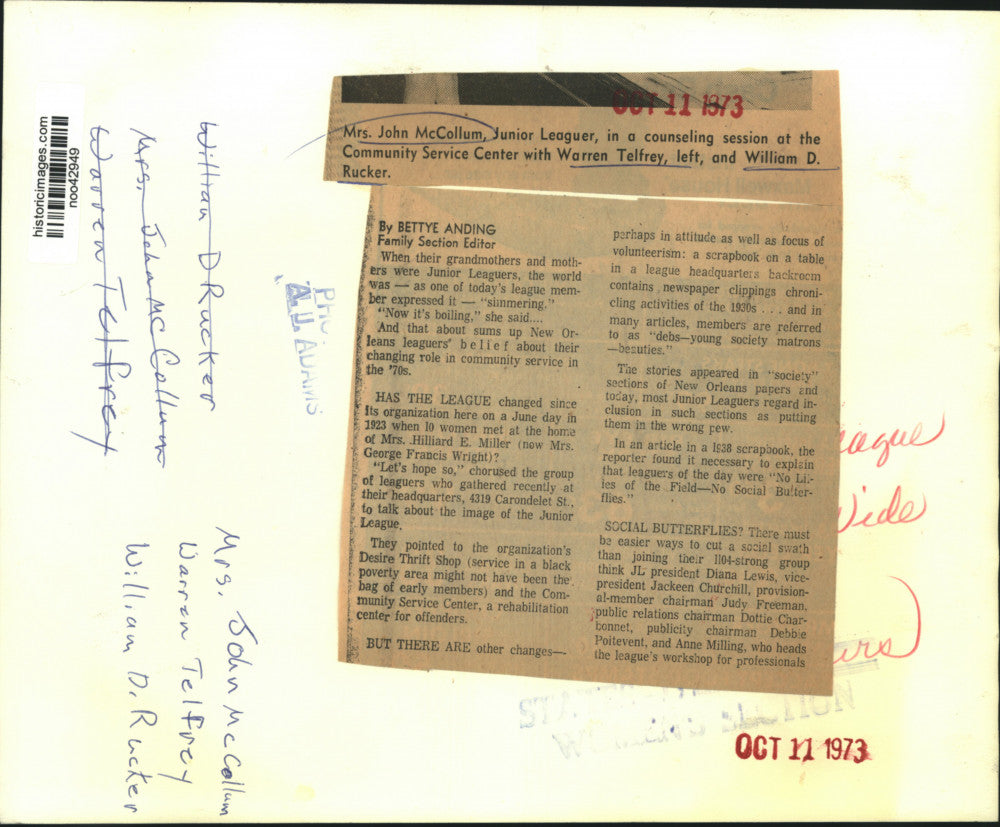 historicimages.com
noo42949
Willian D Rucker
Mrs. John McCollum
Warren Telfrey
A.J. ADAMS
OCT 11 1973
Mrs. John McCollum, Junior Leaguer, in a counseling session at the
Community Service Center with Warren Telfrey, left, and William D.
Rucker.
By BETTYE ANDING
Family Section Editor
When their grandmothers and moth-
ers were Junior Leaguers, the world
was — as one of today's league mem-
ber expressed it — "simmering."
"Now it's boiling," she said....
And that about sums up New Or-
leans leaguers' belief about their
changing role in community service in
the '70s.
HAS THE LEAGUE changed since
its organization here on a June day in
1923 when 10 women met at the home
of Mrs. Hilliard E. Miller (now Mrs.
George Francis Wright)?
"Let's hope so," chorused the group
of leaguers who gathered recently at
their headquarters, 4319 Carondelet St.,
to talk about the image of the Junior
League.
They pointed to the organization's
Desire Thrift Shop (service in a black
poverty area might not have been the
bag of early members) and the Com-
munity Service Center, a rehabilitation
center for offenders.
BUT THERE ARE other changes—
perhaps in attitude as well as focus of
volunteerism: a scrapbook on a table
in a league headquarters backroom
contains newspaper clippings chroni-
cling activities of the 1930s . . . and in
many articles, members are referred
to as "debs—young society matrons
—beauties."
The stories appeared in "society"
sections of New Orleans papers and
today, most Junior Leaguers regard in-
clusion in such sections as putting
them in the wrong pew.
In an article in a 1938 scrapbook, the
reporter found it necessary to explain
that leaguers of the day were "No Lil-
ies of the Field—No Social Butter-
flies."
SOCIAL BUTTERFLIES? There must
be easier ways to cut a social swath
than joining their 1104-strong group
think JL president Diana Lewis, vice-
president Jackeen Churchill, provision-
al-member chairman Judy Freeman,
public relations chairman Dottie Char-
bonnet, publicity chairman Debbie
Poitevent, and Anne Milling, who heads
the league's workshop for professionals
eague
Wide
urs)
Mrs. John McCollum
Warren Telfrey
William D. Rucker
OCT 11 1973